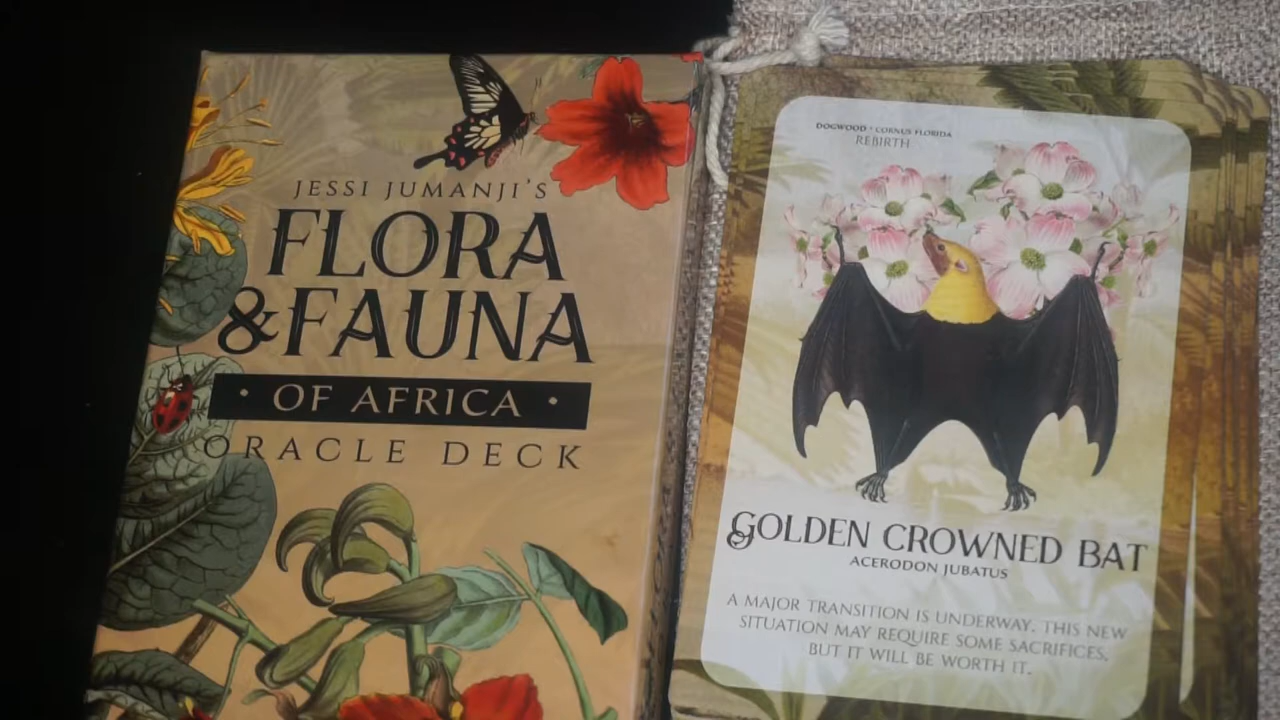 JESSI JUMANJI'S
FLORA
&FAUNA
• OF AFRICA •
ORACLE DECK
DOGWOOD • CORNUS FLORIDA
REBIRTH
GOLDEN CROWNED BAT
ACERODON JUBATUS
A MAJOR TRANSITION IS UNDERWAY. THIS NEW
SITUATION MAY REQUIRE SOME SACRIFICES,
BUT IT WILL BE WORTH IT.